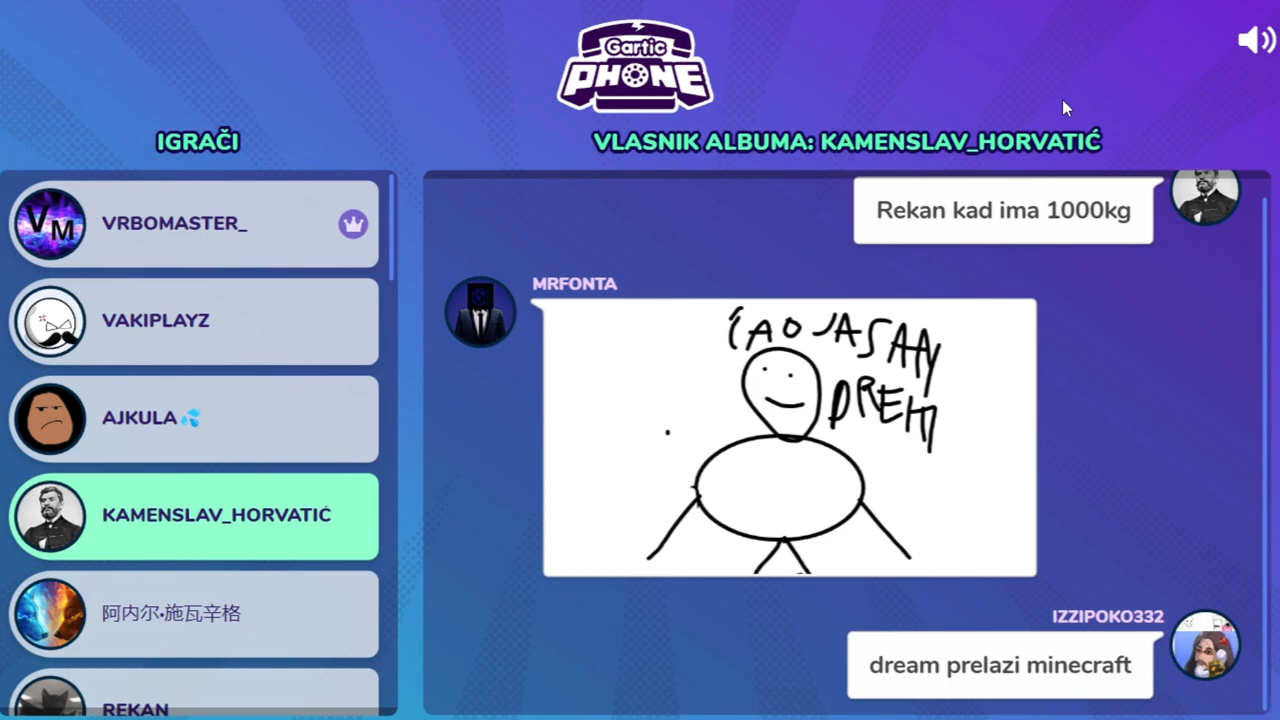 Gartic
PHONE
IGRAČI
VLASNIK ALBUMA: KAMENSLAV_HORVATIĆ
VM
VRBOMASTER_
VAKIPLAYZ
AJKULA💦
KAMENSLAV_HORVATIĆ
阿内尔·施瓦辛格
REKAN
Rekan kad ima 1000kg
MRFONTA
ĆAO JA SAM
DREM
IZZIPOKO332
dream prelazi minecraft